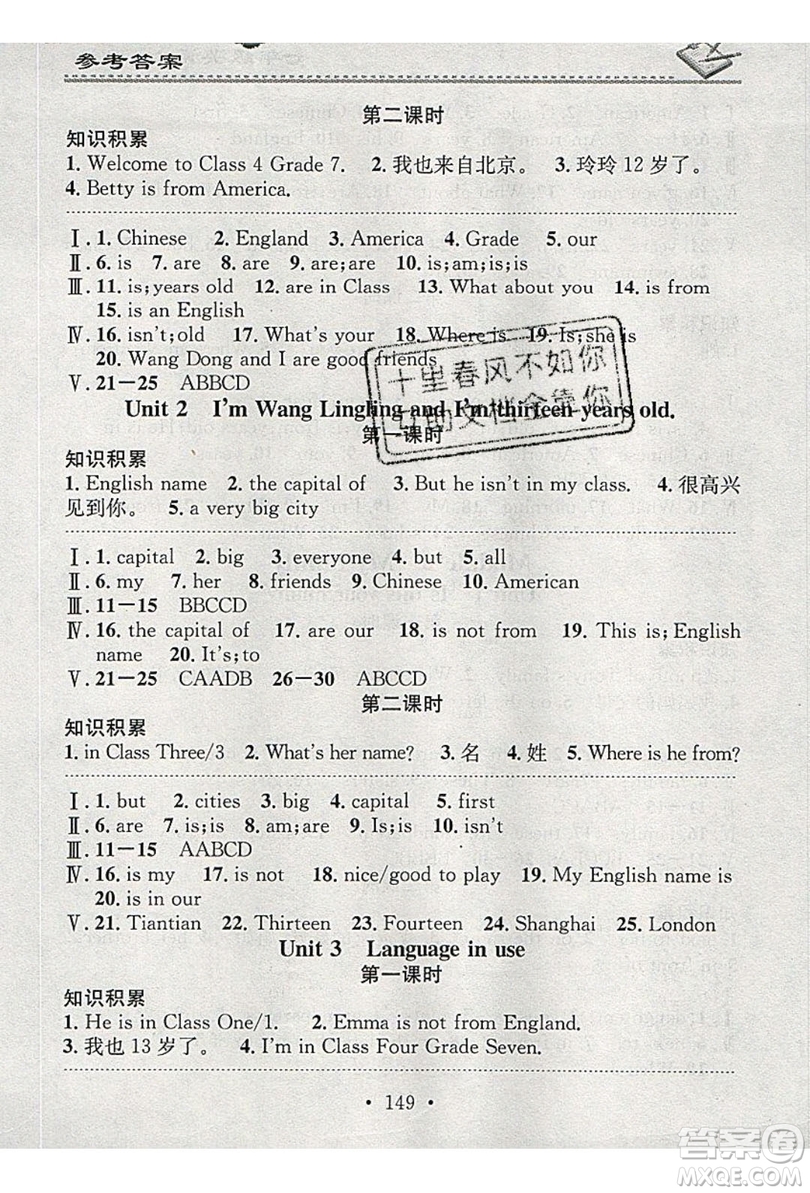 参考答案
第二课时
知识积累
1. Welcome to Class 4 Grade 7. 2. 我也来自北京。 3. 玲玲 12 岁了。
4. Betty is from America.
Ⅰ. 1. Chinese 2. England 3. America 4. Grade 5. our
Ⅱ. 6. is 7. are 8. are 9. are;are 10. is;am;is;is
Ⅲ. 11. is;years old 12. are in Class 13. What about you 14. is from
15. is an English
Ⅳ. 16. isn't;old 17. What's your 18. Where is 19. Is;she is
20. Wang Dong and I are good friends
Ⅴ. 21—25 ABBCD
Unit 2 I'm Wang Lingling and I'm thirteen years old.
第一课时
知识积累
1. English name 2. the capital of 3. But he isn't in my class. 4. 很高兴
见到你。 5. a very big city
Ⅰ. 1. capital 2. big 3. everyone 4. but 5. all
Ⅱ. 6. my 7. her 8. friends 9. Chinese 10. American
Ⅲ. 11—15 BBCCD
Ⅳ. 16. the capital of 17. are our 18. is not from 19. This is;English
name 20. It's;to
Ⅴ. 21—25 CAADB 26—30 ABCCD
第二课时
知识积累
1. in Class Three/3 2. What's her name? 3. 名 4. 姓 5. Where is he from?
Ⅰ. 1. but 2. cities 3. big 4. capital 5. first
Ⅱ. 6. are 7. is;is 8. am;are 9. Is;is 10. isn't
Ⅲ. 11—15 AABCD
Ⅳ. 16. is my 17. is not 18. nice/good to play 19. My English name is
20. is in our
Ⅴ. 21. Tiantian 22. Thirteen 23. Fourteen 24. Shanghai 25. London
Unit 3 Language in use
第一课时
知识积累
1. He is in Class One/1. 2. Emma is not from England.
3. 我也 13 岁了。 4. I'm in Class Four Grade Seven.
· 149 ·
十里春风不如你
互助文档全靠你
答案圈
MXQE.COM